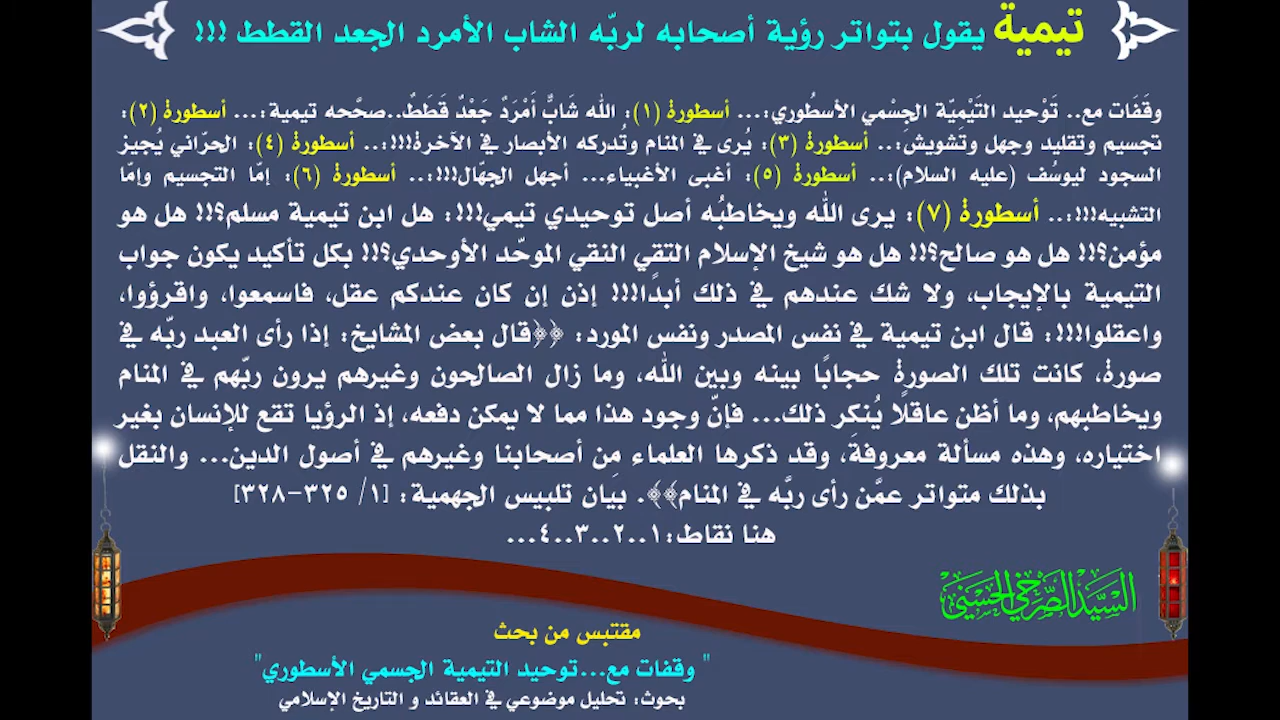 تيمية يقول بتواتر رؤية أصحابه لربّه الشاب الأمرد الجعد القطط !!!
وقَفَات مع.. تَوْحيد التَيْميّة الجِسْمي الأسطُوري:... أسطورة (١): الله شَابٌّ أَمْرَدٌ جَعْدٌ قَطَطٌ..صحَّحه تيمية:... أسطورة (٢):
تجسيم وتقليد وجهل وتَشويش:.. أسطورة (٣): يُرى في المنام وتُدركه الأبصار في الآخرة!!!:.. أسطورة (٤): الحرّاني يُجيز
السجود ليوسُف (عليه السلام):.. أسطورة (٥): أغبى الأغبياء... أجهل الجهّال!!!:.. أسطورة (٦): إمّا التجسيم وإمّا
التشبيه!!!:.. أسطورة (٧): يرى الله ويخاطبُه أصل توحيدي تيمي!!!: هل ابن تيمية مسلم؟!! هل هو
مؤمن؟!! هل هو صالح؟!! هل هو شيخ الإسلام التقي النقي الموحّد الأوحدي؟!! بكل تأكيد يكون جواب
التيمية بالإيجاب، ولا شك عندهم في ذلك أبدًا!!! إذن إن كان عندكم عقل، فاسمعوا، واقرؤوا،
واعقلوا!!!: قال ابن تيمية في نفس المصدر ونفس المورد: {{قال بعض المشايخ: إذا رأى العبد ربّه في
صورة، كانت تلك الصورة حجابًا بينه وبين الله، وما زال الصالحون وغيرهم يرون ربّهم في المنام
ويخاطبهم، وما أظن عاقلًا يُنكر ذلك... فإنّ وجود هذا مما لا يمكن دفعه، إذ الرؤيا تقع للإنسان بغير
اختياره، وهذه مسألة معروفة، وقد ذكرها العلماء مِن أصحابنا وغيرهم في أصول الدين... والنقل
بذلك متواتر عمَّن رأى ربَّه في المنام}}. بيَان تلبيس الجهمية: [١/ ٣٢٥-٣٢٨]
هنا نقاط:١..٢..٣..٤...
السيد الصرخي الحسني
مقتبس من بحث
" وقفات مع...توحيد التيمية الجسمي الأسطوري"
بحوث: تحليل موضوعي في العقائد و التاريخ الإسلامي